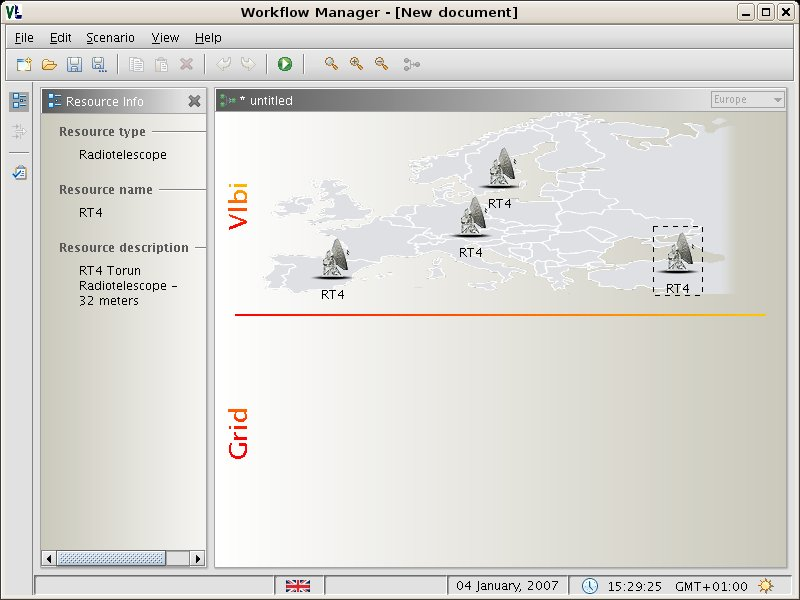 VL
Workflow Manager - [New document]
File Edit Scenario View Help
Resource Info
* untitled
Europe
Resource type
Radiotelescope
Resource name
RT4
Resource description
RT4 Torun
Radiotelescope -
32 meters
Vlbi
RT4
RT4
RT4
RT4
Grid
04 January, 2007
15:29:25
GMT+01:00